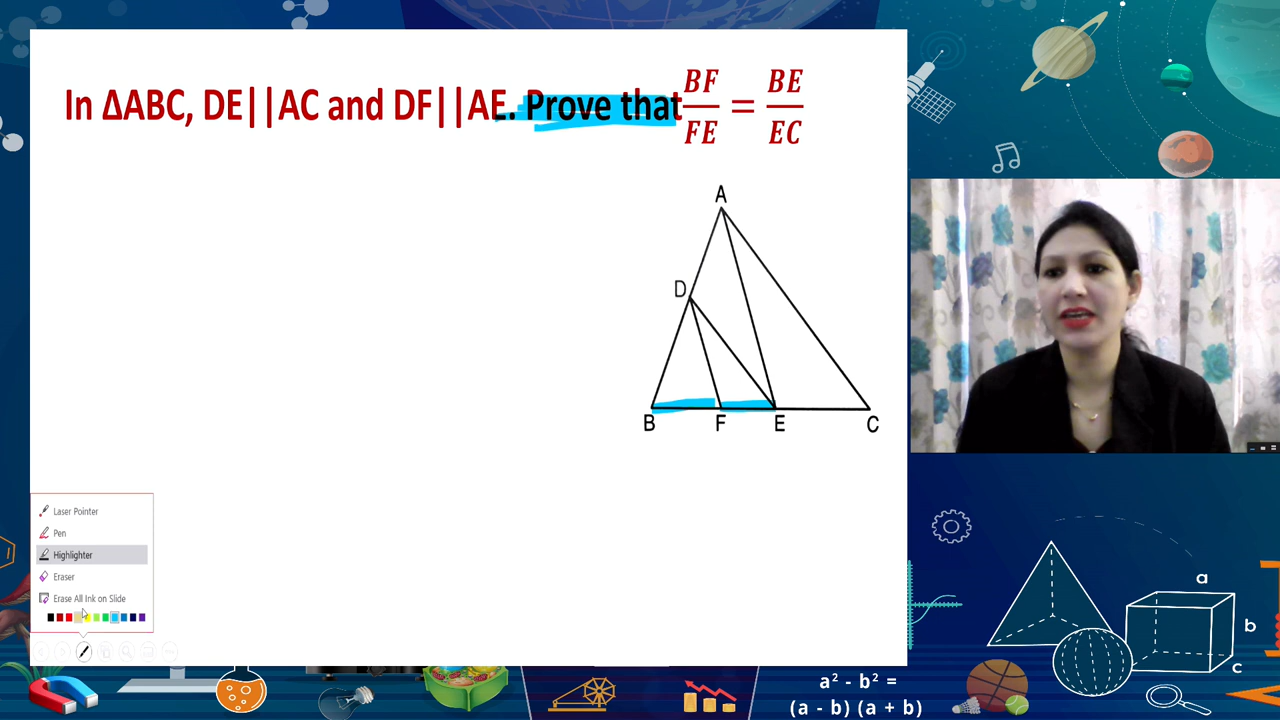 In ΔABC, DE||AC and DF||AE. Prove that BF/FE = BE/EC
A
D
B F E C
Laser Pointer
Pen
Highlighter
Eraser
Erase All Ink on Slide
a
b
c
a² - b² =
(a - b) (a + b)